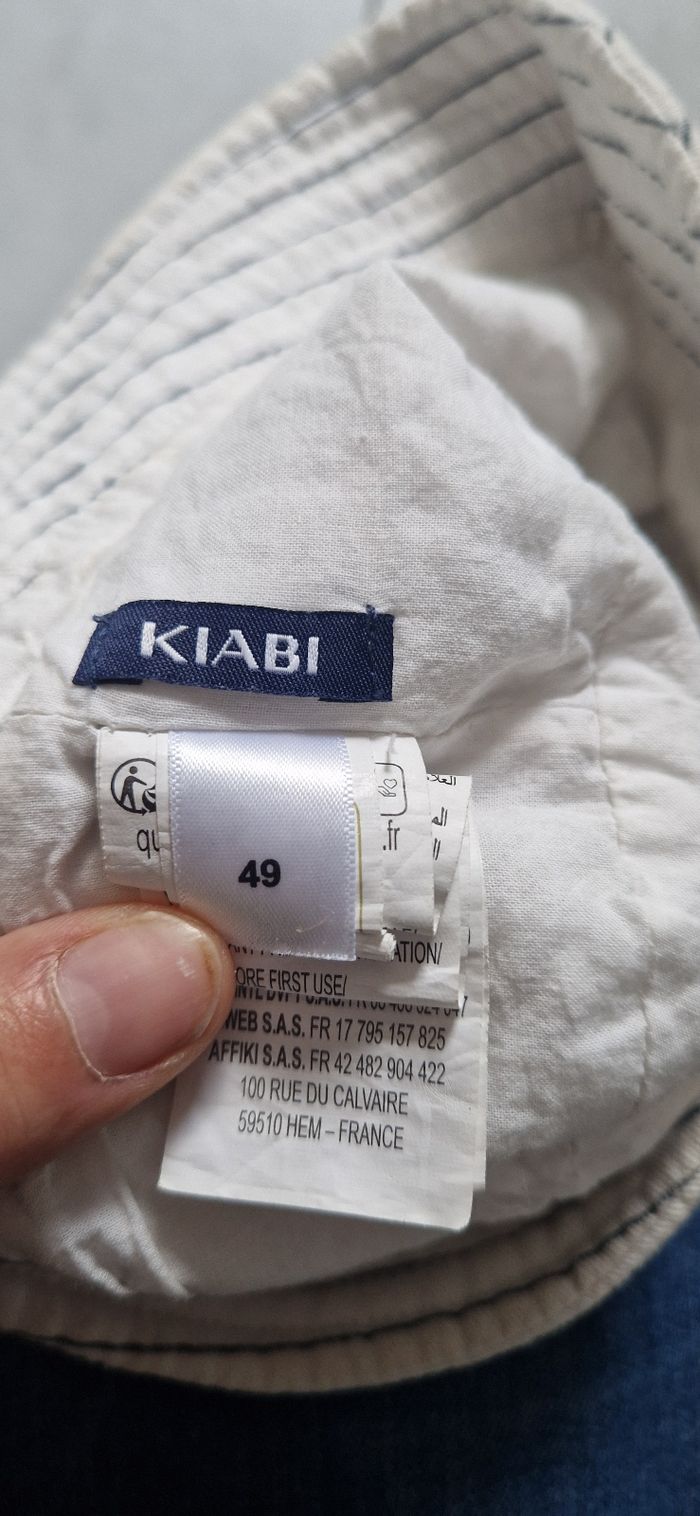 KIABI
49
.fr
ATION/
ORE FIRST USE/
WEB S.A.S. FR 17 795 157 825
AFFIKI S.A.S. FR 42 482 904 422
100 RUE DU CALVAIRE
59510 HEM – FRANCE